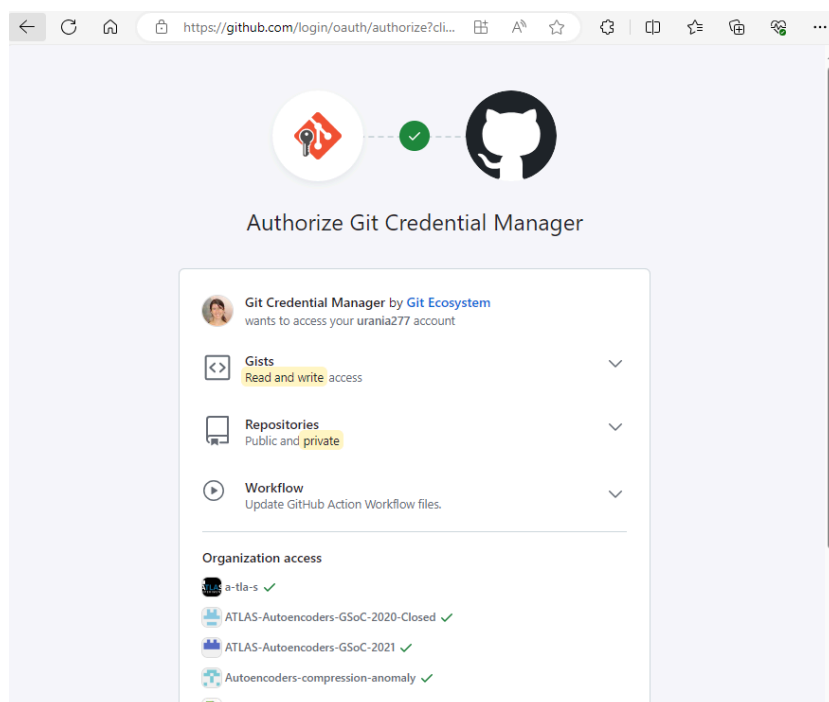 https://github.com/login/oauth/authorize?cli...
Authorize Git Credential Manager
Git Credential Manager by Git Ecosystem
wants to access your urania277 account
Gists
Read and write access
Repositories
Public and private
Workflow
Update GitHub Action Workflow files.
Organization access
a-tla-s
ATLAS-Autoencoders-GSoC-2020-Closed
ATLAS-Autoencoders-GSoC-2021
Autoencoders-compression-anomaly